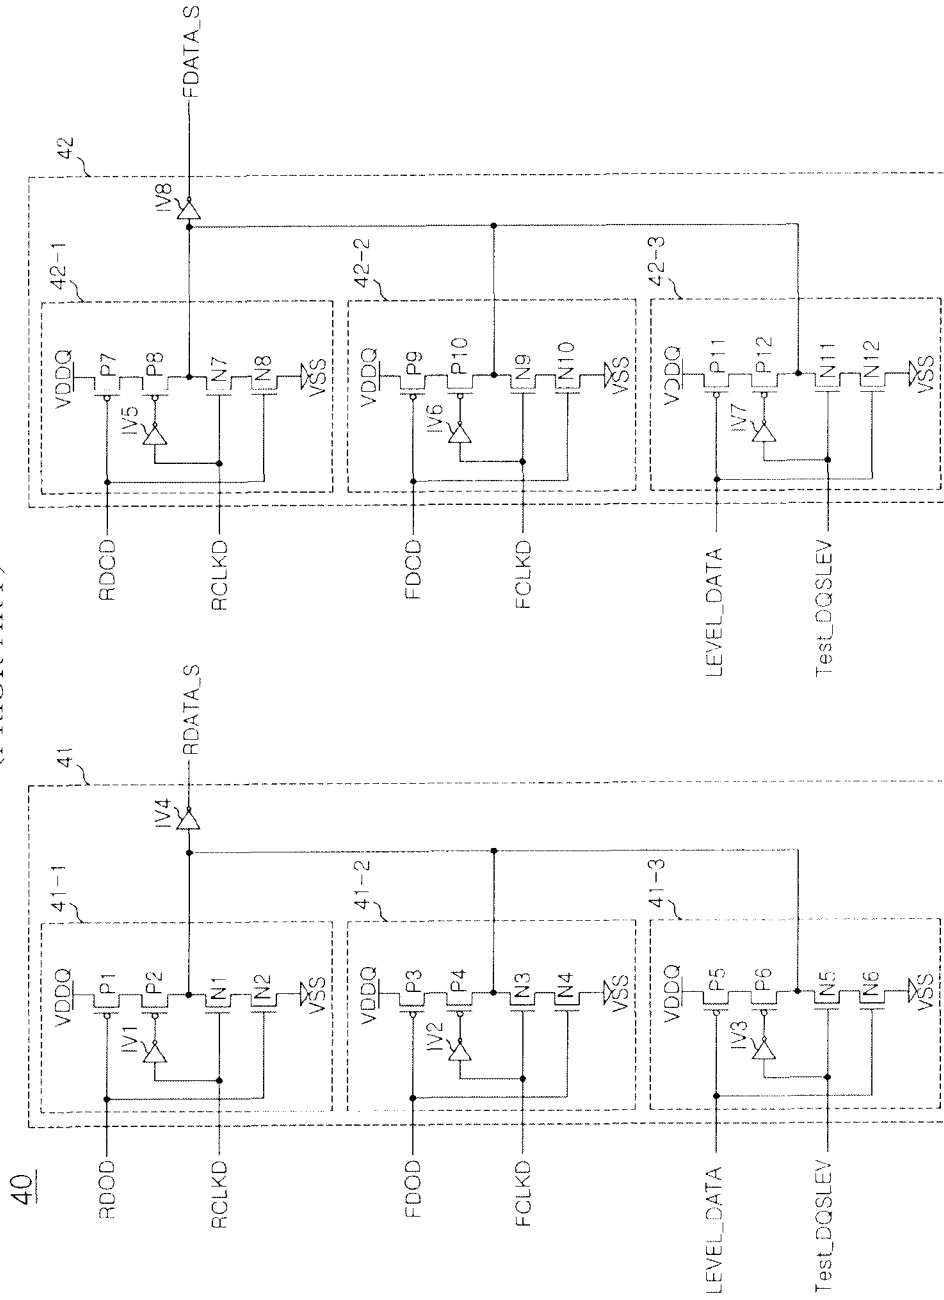 (PRIOR ART)
40
41
RDOD
RCLKD
41-1
VDDQ
P1
P2
IV1
N1
N2
VSS
IV4
RDATA_S
FDOD
FCLKD
41-2
VDDQ
P3
P4
IV2
N3
N4
VSS
LEVEL_DATA
Test_DQSLEV
41-3
VDDQ
P5
P6
IV3
N5
N6
VSS
42
RDCD
RCLKD
42-1
VDDQ
P7
P8
IV5
N7
N8
VSS
IV8
FDATA_S
FDCD
FCLKD
42-2
VDDQ
P9
P10
IV6
N9
N10
VSS
LEVEL_DATA
Test_DQSLEV
42-3
VDDQ
P11
P12
IV7
N11
N12
VSS